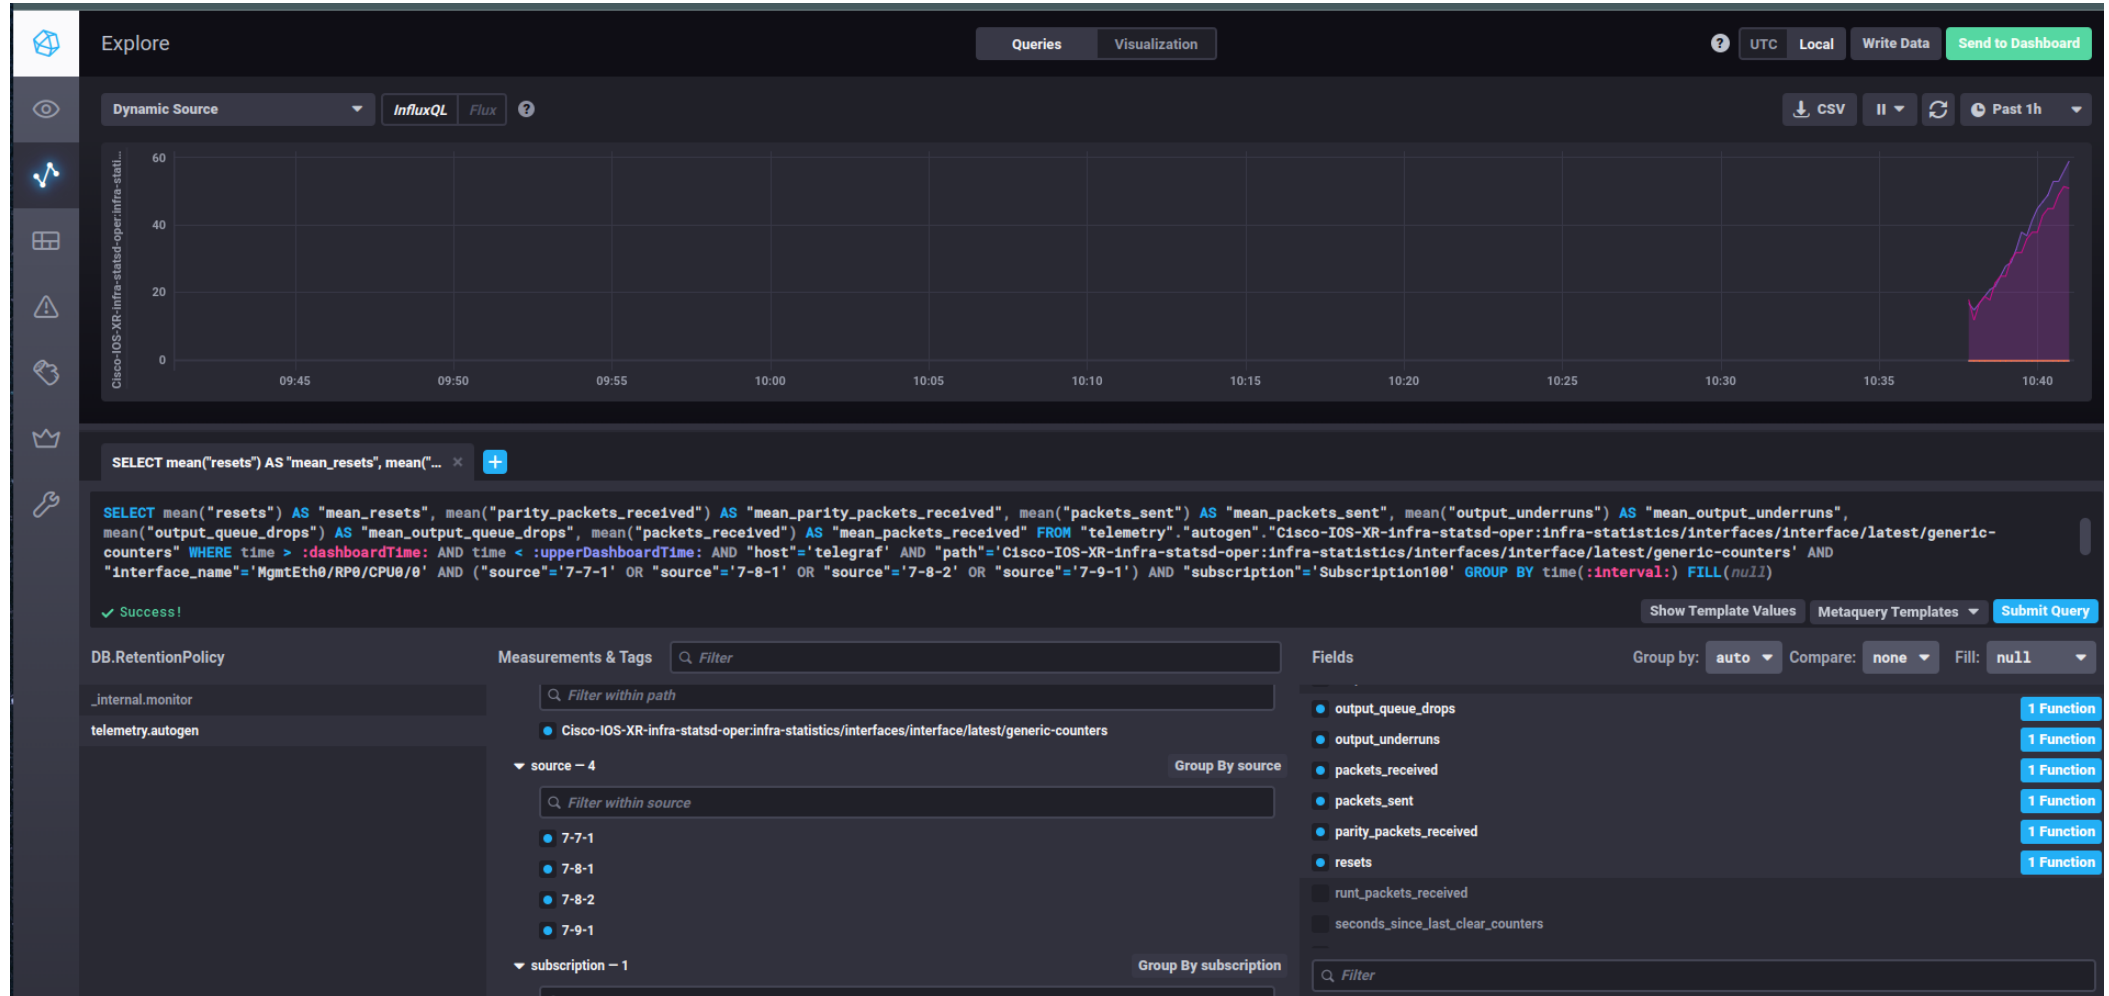 Explore
Queries
Visualization
?
UTC
Local
Write Data
Send to Dashboard
Dynamic Source
InfluxQL
Flux
?
CSV
Past 1h
Cisco-IOS-XR-infra-statsd-oper:infra-stati...
60
40
20
0
09:45
09:50
09:55
10:00
10:05
10:10
10:15
10:20
10:25
10:30
10:35
10:40
SELECT mean("resets") AS "mean_resets", mean("...
SELECT mean("resets") AS "mean_resets", mean("parity_packets_received") AS "mean_parity_packets_received", mean("packets_sent") AS "mean_packets_sent", mean("output_underruns") AS "mean_output_underruns",
mean("output_queue_drops") AS "mean_output_queue_drops", mean("packets_received") AS "mean_packets_received" FROM "telemetry"."autogen"."Cisco-IOS-XR-infra-statsd-oper:infra-statistics/interfaces/interface/latest/generic-
counters" WHERE time > :dashboardTime: AND time < :upperDashboardTime: AND "host"='telegraf' AND "path"='Cisco-IOS-XR-infra-statsd-oper:infra-statistics/interfaces/interface/latest/generic-counters' AND
"interface_name"='MgmtEth0/RP0/CPU0/0' AND ("source"='7-7-1' OR "source"='7-8-1' OR "source"='7-8-2' OR "source"='7-9-1') AND "subscription"='Subscription100' GROUP BY time(:interval:) FILL(null)
Success!
Show Template Values
Metaquery Templates
Submit Query
DB.RetentionPolicy
_internal.monitor
telemetry.autogen
Measurements & Tags
Filter
Filter within path
Cisco-IOS-XR-infra-statsd-oper:infra-statistics/interfaces/interface/latest/generic-counters
source — 4
Group By source
Filter within source
7-7-1
7-8-1
7-8-2
7-9-1
subscription — 1
Group By subscription
Fields
Group by: auto
Compare: none
Fill: null
output_queue_drops 1 Function
output_underruns 1 Function
packets_received 1 Function
packets_sent 1 Function
parity_packets_received 1 Function
resets 1 Function
runt_packets_received
seconds_since_last_clear_counters
Filter